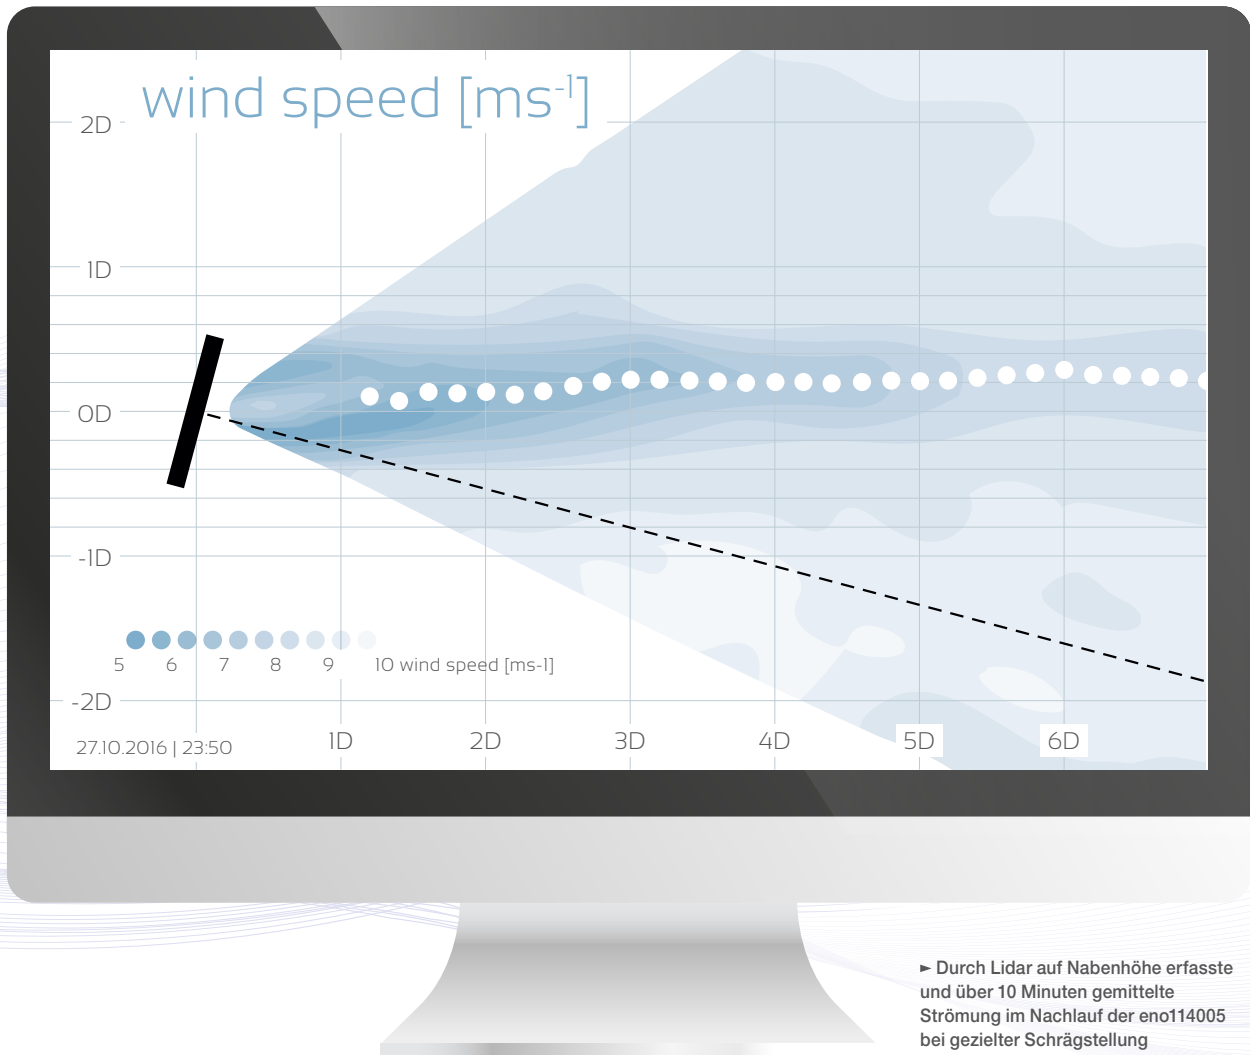 wind speed [ms-1]
2D
1D
0D
-1D
5 6 7 8 9 10 wind speed [ms-1]
-2D
27.10.2016 | 23:50
1D 2D 3D 4D 5D 6D
► Durch Lidar auf Nabenhöhe erfasste
und über 10 Minuten gemittelte
Strömung im Nachlauf der eno114005
bei gezielter Schrägstellung